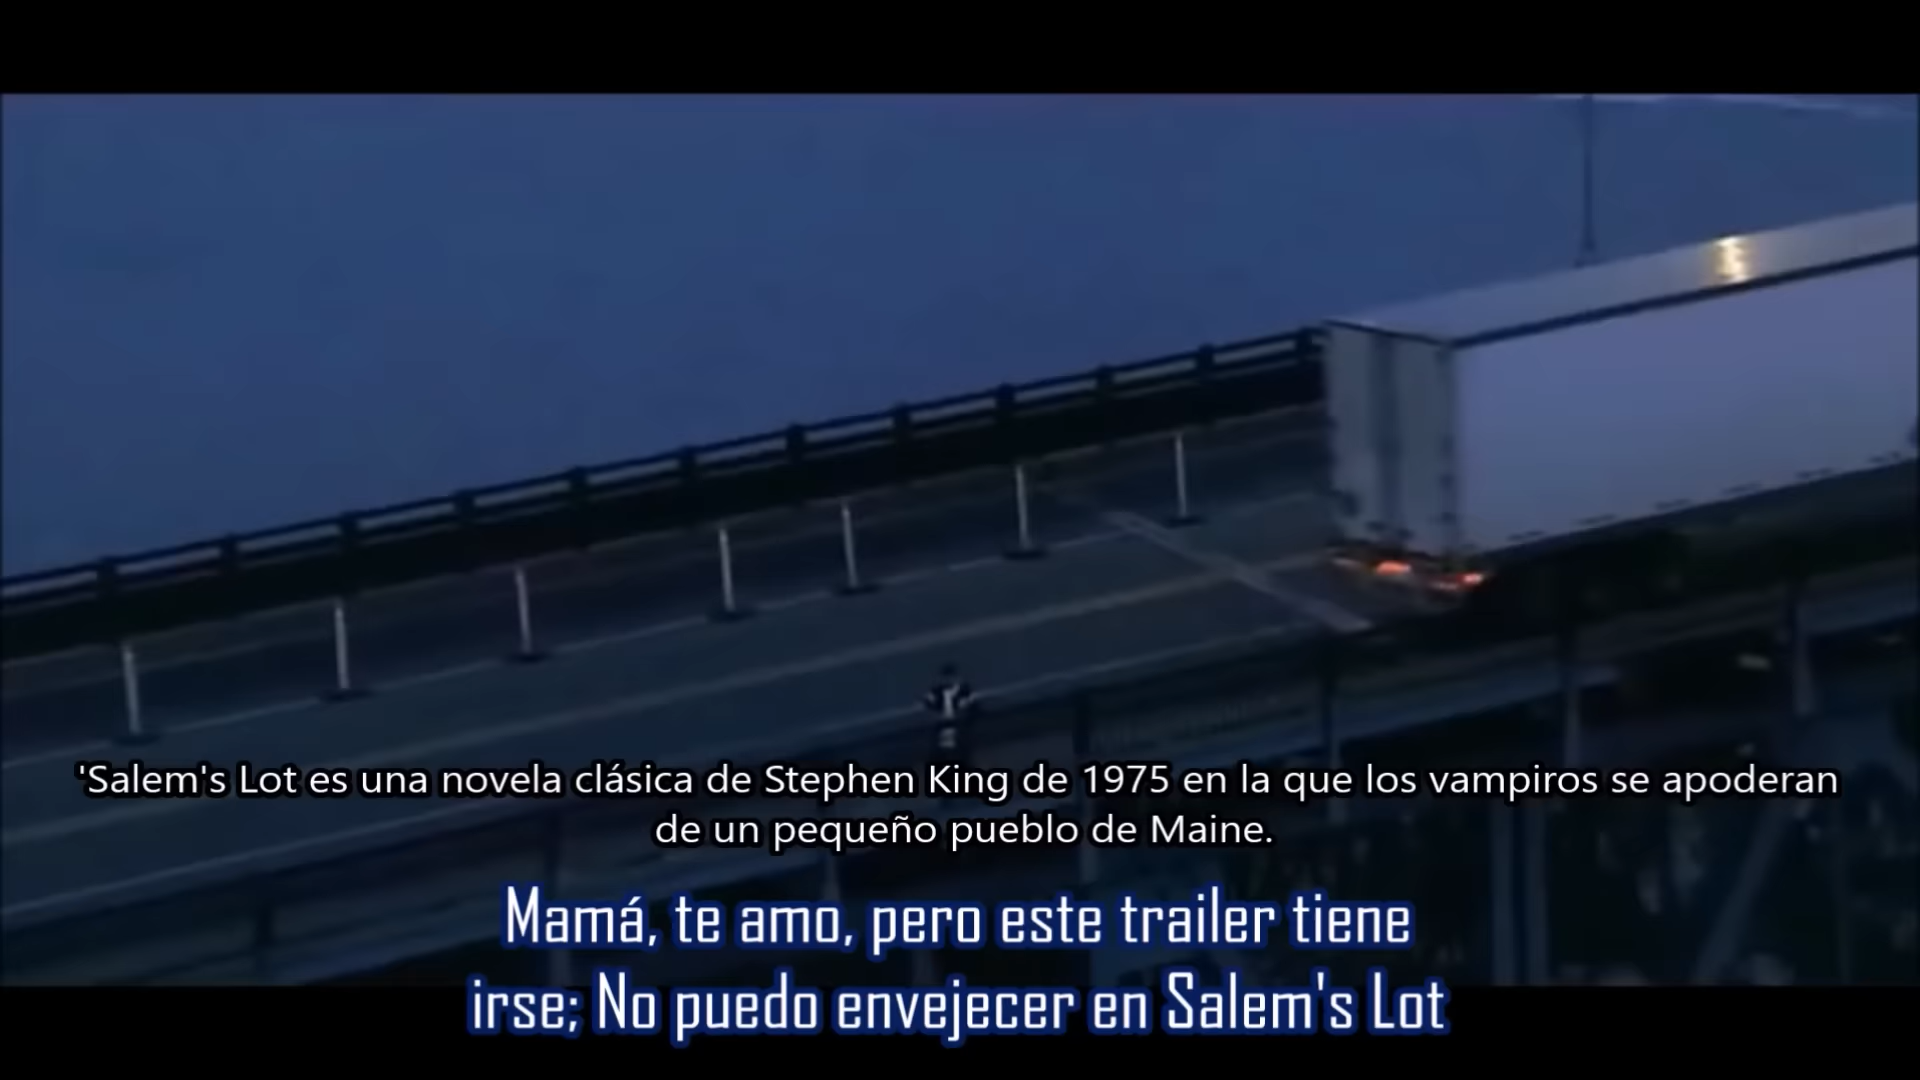 'Salem's Lot es una novela clásica de Stephen King de 1975 en la que los vampiros se apoderan
de un pequeño pueblo de Maine.
Mamá, te amo, pero este trailer tiene
irse; No puedo envejecer en Salem's Lot